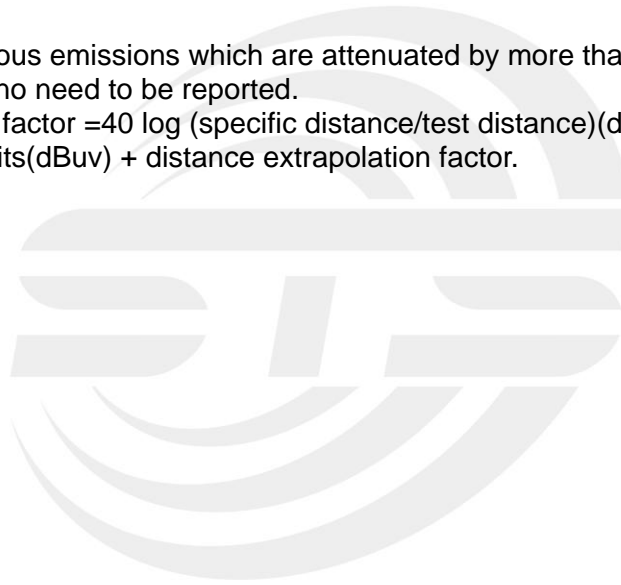 ous emissions which are attenuated by more tha
no need to be reported.
factor =40 log (specific distance/test distance)(d
its(dBuv) + distance extrapolation factor.
STS